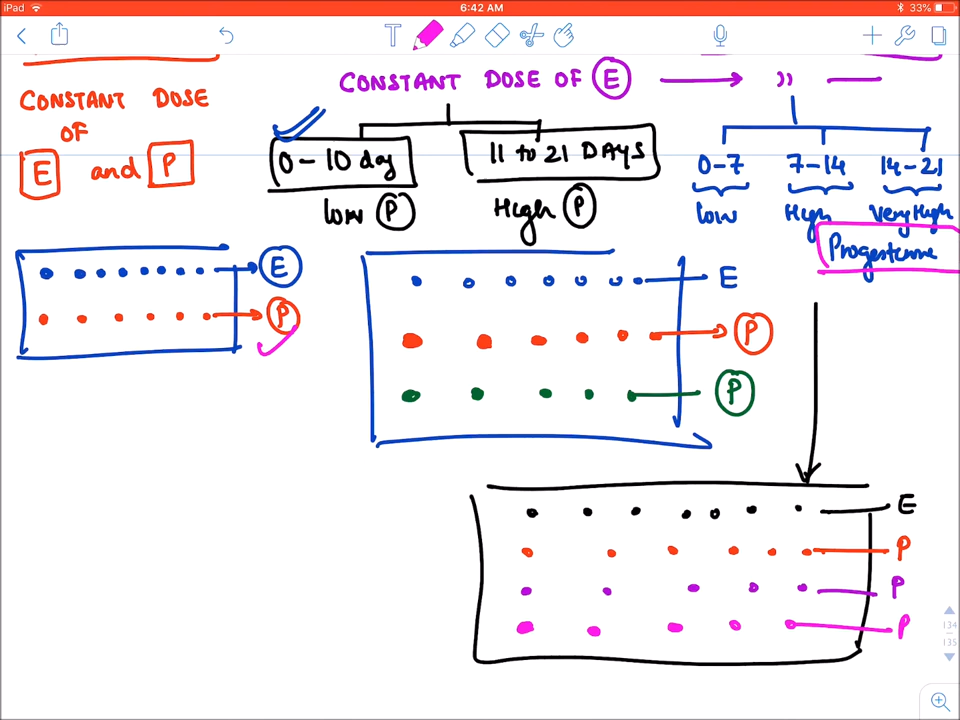 iPad
6:42 AM
33%
T
CONSTANT DOSE OF E
"
CONSTANT DOSE
OF
E and P
0-10 day
11 to 21 DAYS
low P
High P
0-7
7-14
14-21
low
High
Very High
Progesterone
E
P
E
P
P
E
P
P
P
134
135